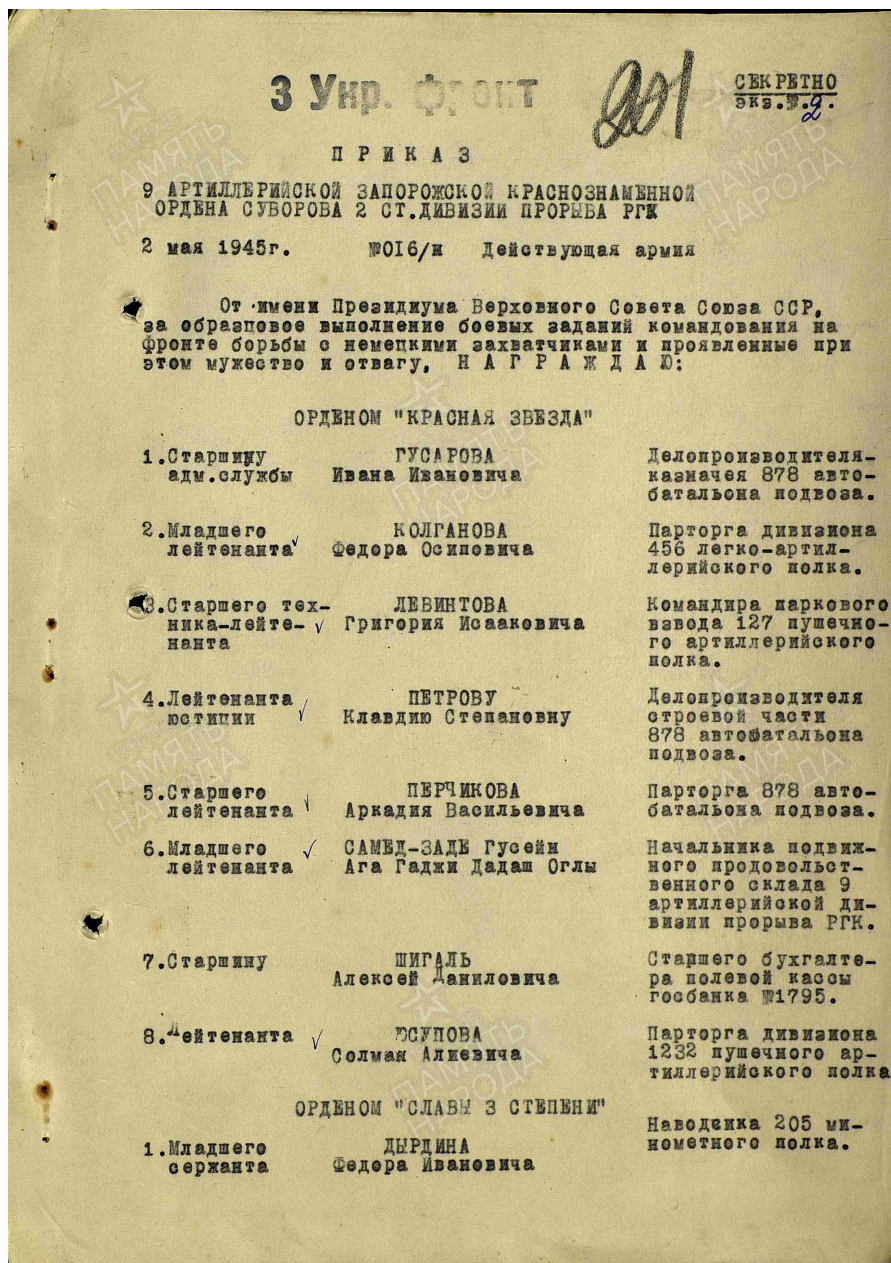 3 Укр. фронт
201
СЕКРЕТНО
экз.№.2.
ПРИКАЗ
9 АРТИЛЛЕРИЙСКОЙ ЗАПОРОЖСКОЙ КРАСНОЗНАМЕННОЙ
ОРДЕНА СУВОРОВА 2 СТ.ДИВИЗИИ ПРОРЫВА РГК
2 мая 1945г. №016/н Действующая армия
От имени Президиума Верховного Совета Союза ССР,
за образцовое выполнение боевых заданий командования на
фронте борьбы с немецкими захватчиками и проявленные при
этом мужество и отвагу, НАГРАЖДАЮ:
ОРДЕНОМ "КРАСНАЯ ЗВЕЗДА"
1.Старшину ГУСАРОВА Делопроизводителя-
адм.службы Ивана Ивановича казначея 878 авто-
батальона подвоза.
2.Младшего КОЛГАНОВА Парторга дивизиона
лейтенанта Федора Осиповича 456 легко-артил-
лерийского полка.
3.Старшего тех- ЛЕВИНТОВА Командира паркового
ника-лейте- Григория Исааковича взвода 127 пушечно-
нанта го артиллерийского
полка.
4.Лейтенанта ПЕТРОВУ Делопроизводителя
юстиции Клавдию Степановну строевой части
878 автобатальона
подвоза.
5.Старшего ПЕРЧИКОВА Парторга 878 авто-
лейтенанта Аркадия Васильевича батальона подвоза.
6.Младшего САМЕД-ЗАДЕ Гусейн Начальника подвиж-
лейтенанта Ага Гаджи Дадаш Оглы ного продовольст-
венного склада 9
артиллерийской ди-
визии прорыва РГК.
7.Старшину ШИГАЛЬ Старшего бухгалте-
Алексей Даниловича ра полевой кассы
госбанка №1795.
8.Лейтенанта ЮСУПОВА Парторга дивизиона
Солман Алиевича 1232 пушечного ар-
тиллерийского полка
ОРДЕНОМ "СЛАВЫ 3 СТЕПЕНИ"
1.Младшего ДЫРДИНА Наводчика 205 ми-
сержанта Федора Ивановича нометного полка.
ПАМЯТЬ НАРОДА